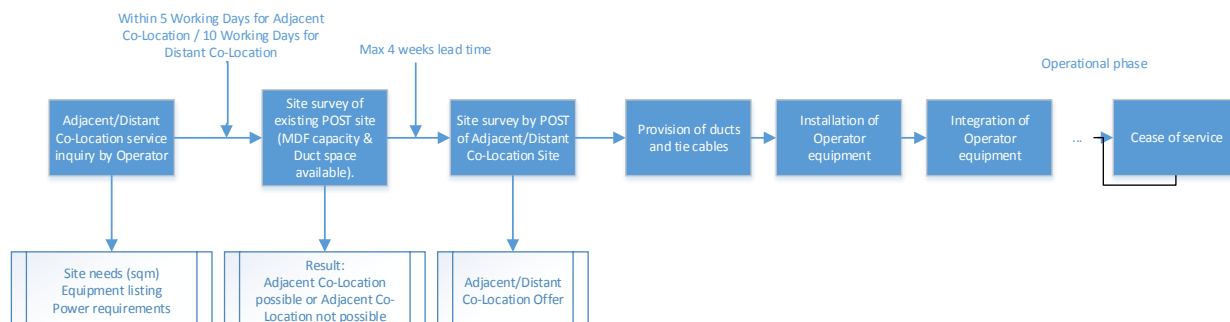 Within 5 Working Days for Adjacent
Co-Location / 10 Working Days for
Distant Co-Location
Max 4 weeks lead time
Operational phase
Adjacent/Distant
Co-Location service
inquiry by Operator
Site survey of
existing POST site
(MDF capacity &
Duct space
available).
Site survey by POST
of Adjacent/Distant
Co-Location Site
Provision of ducts
and tie cables
Installation of
Operator
equipment
Integration of
Operator
equipment
...
Cease of service
Site needs (sqm)
Equipment listing
Power requirements
Result:
Adjacent Co-Location
possible or Adjacent Co-
Location not possible
Adjacent/Distant
Co-Location Offer